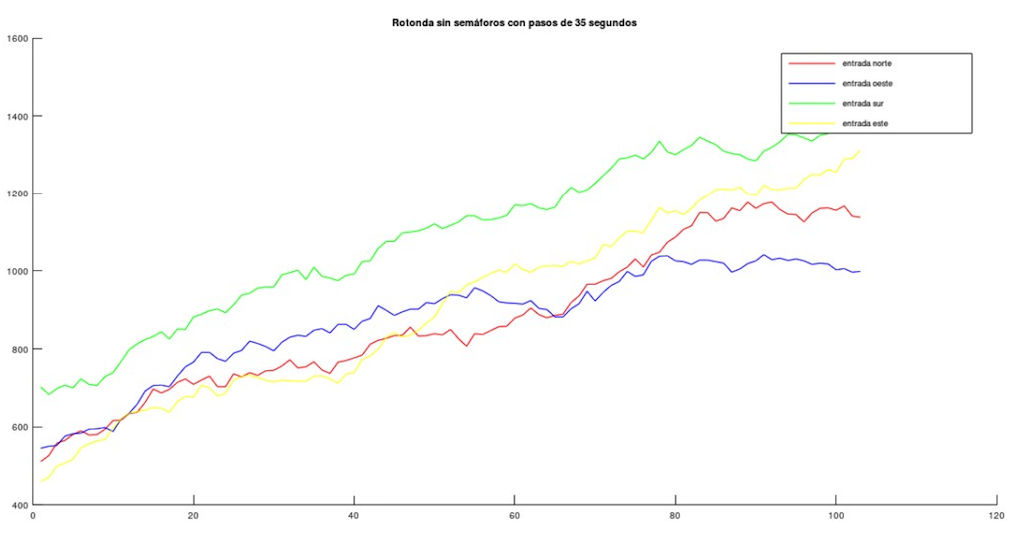 Rotonda sin semáforos con pasos de 35 segundos
1600
1400
1200
1000
800
600
400
0
20
40
60
80
100
120
entrada norte
entrada oeste
entrada sur
entrada este